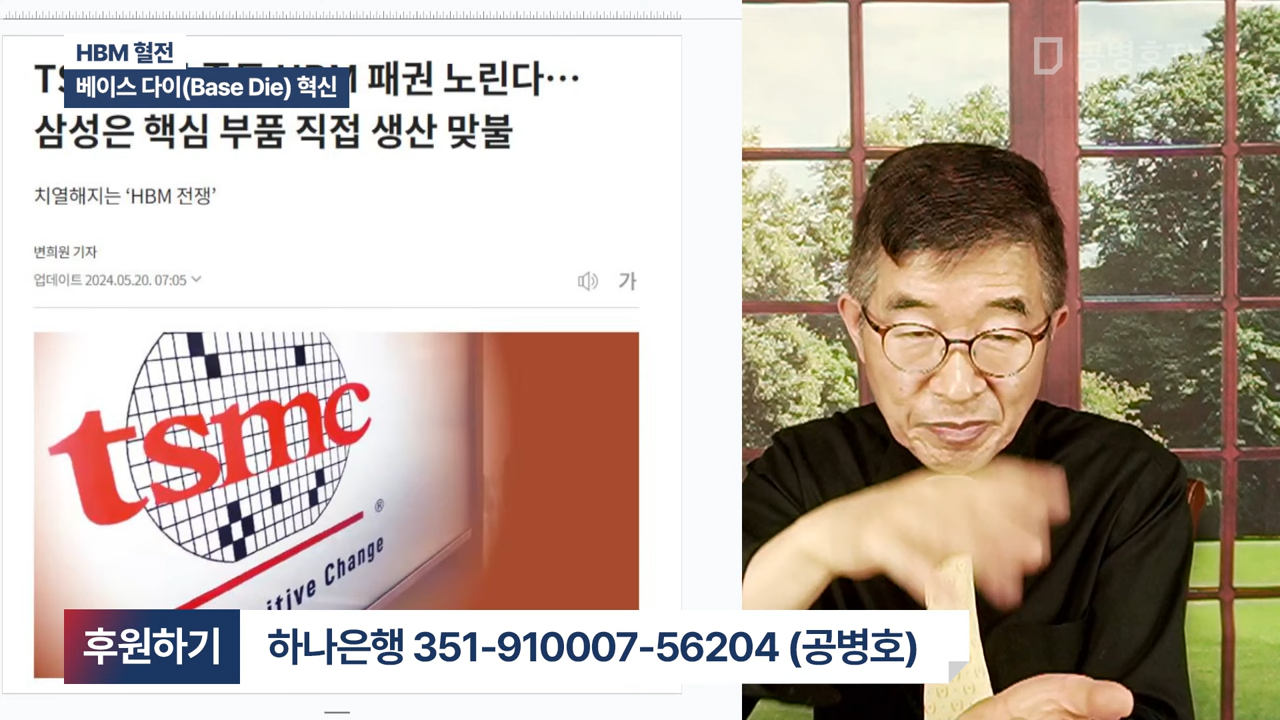 HBM 혈전
베이스 다이(Base Die) 혁신
패권 노린다…
삼성은 핵심 부품 직접 생산 맞불
치열해지는 ‘HBM 전쟁’
변희원 기자
업데이트 2024.05.20. 07:05
가
tsmc
®
Change
후원하기
하나은행 351-910007-56204 (공병호)
공병호